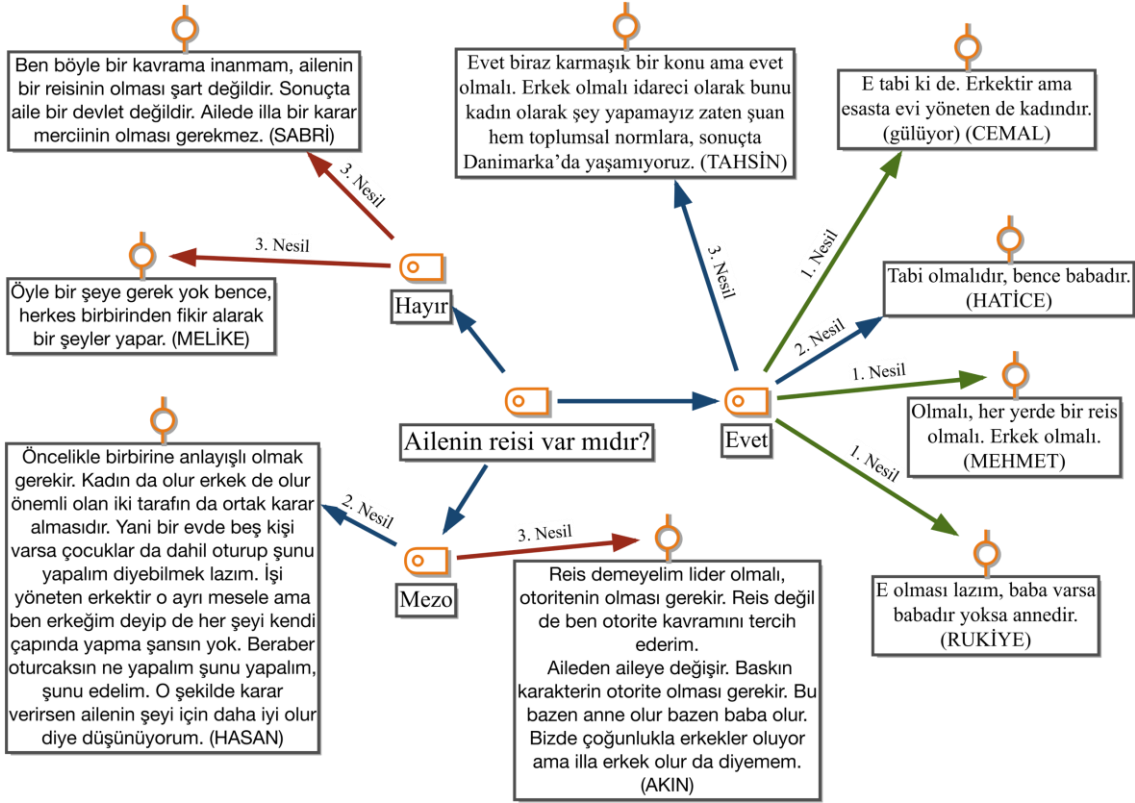 Ben böyle bir kavrama inanmam, ailenin
bir reisinin olması şart değildir. Sonuçta
aile bir devlet değildir. Ailede illa bir karar
merciinin olması gerekmez. (SABRİ)
Evet biraz karmaşık bir konu ama evet
olmalı. Erkek olmalı idareci olarak bunu
kadın olarak şey yapamayız zaten şuan
hem toplumsal normlara, sonuçta
Danimarka’da yaşamıyoruz. (TAHSİN)
E tabi ki de. Erkektir ama
esasta evi yöneten de kadındır.
(gülüyor) (CEMAL)
3. Nesil
3. Nesil
3. Nesil
1. Nesil
Öyle bir şeye gerek yok bence,
herkes birbirinden fikir alarak
bir şeyler yapar. (MELİKE)
Hayır
Tabi olmalıdır, bence babadır.
(HATİCE)
2. Nesil
1. Nesil
Ailenin reisi var mıdır?
Evet
Olmalı, her yerde bir reis
olmalı. Erkek olmalı.
(MEHMET)
1. Nesil
Öncelikle birbirine anlayışlı olmak
gerekir. Kadın da olur erkek de olur
önemli olan iki tarafın da ortak karar
almasıdır. Yani bir evde beş kişi
varsa çocuklar da dahil oturup şunu
yapalım diyebilmek lazım. İşi
yöneten erkektir o ayrı mesele ama
ben erkeğim deyip de her şeyi kendi
çapında yapma şansın yok. Beraber
oturcaksın ne yapalım şunu yapalım,
şunu edelim. O şekilde karar
verirsen ailenin şeyi için daha iyi olur
diye düşünüyorum. (HASAN)
2. Nesil
3. Nesil
Mezo
Reis demeyelim lider olmalı,
otoritenin olması gerekir. Reis değil
de ben otorite kavramını tercih
ederim.
Aileden aileye değişir. Baskın
karakterin otorite olması gerekir. Bu
bazen anne olur bazen baba olur.
Bizde çoğunlukla erkekler oluyor
ama illa erkek olur da diyemem.
(AKIN)
E olması lazım, baba varsa
babadır yoksa annedir.
(RUKİYE)